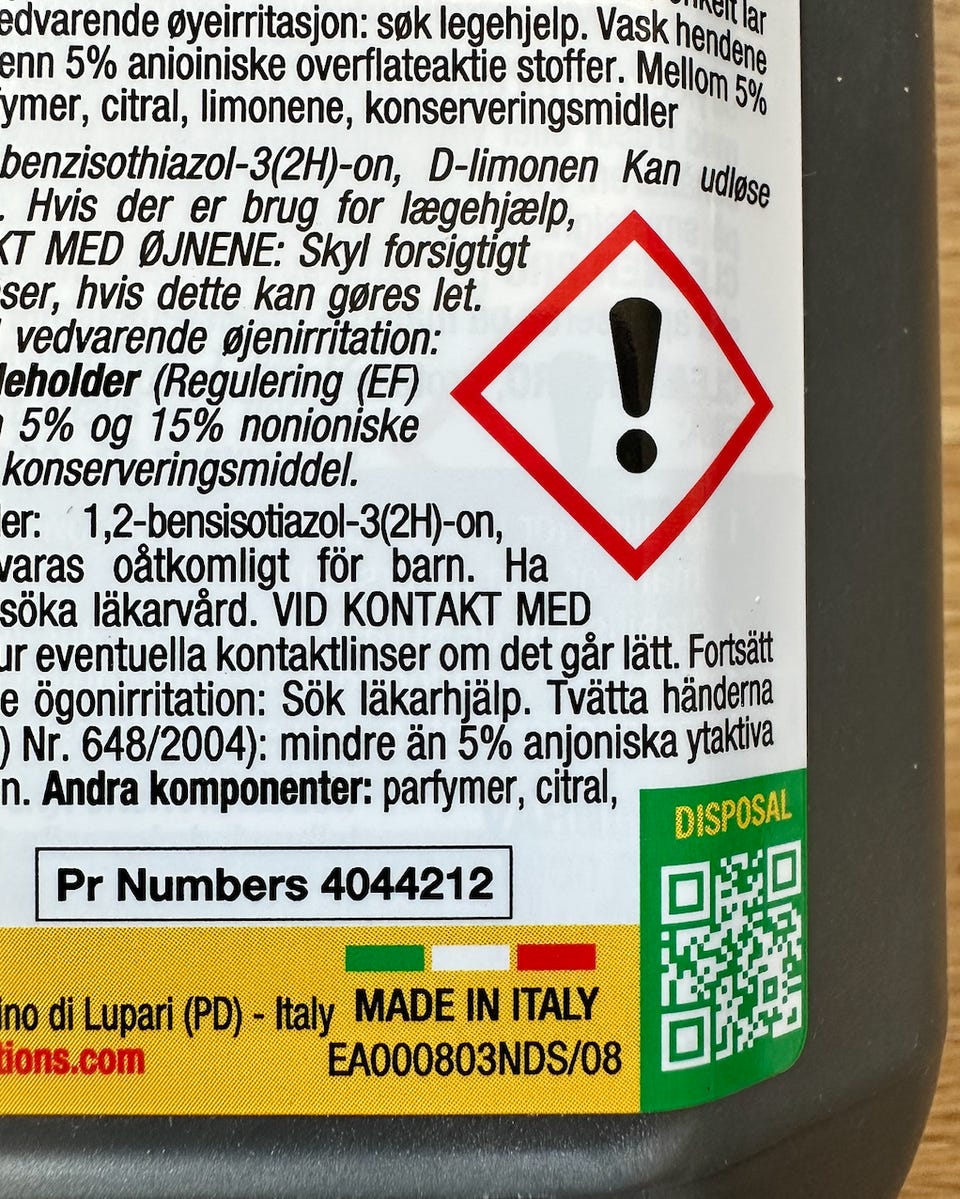 edvarende øyeirritasjon: søk legehjelp. Vask hendene
enn 5% anioiniske overflateaktie stoffer. Mellom 5%
fymer, citral, limonene, konserveringsmidler
benzisothiazol-3(2H)-on, D-limonen Kan udløse
. Hvis der er brug for lægehjælp,
KT MED ØJNENE: Skyl forsigtigt
ser, hvis dette kan gøres let.
vedvarende øjenirritation:
leholder (Regulering (EF)
5% og 15% nonioniske
konserveringsmiddel.
er: 1,2-bensisotiazol-3(2H)-on,
varas oåtkomligt för barn. Ha
söka läkarvård. VID KONTAKT MED
ur eventuella kontaktlinser om det går lätt. Fortsätt
e ögonirritation: Sök läkarhjälp. Tvätta händerna
) Nr. 648/2004): mindre än 5% anjoniska ytaktiva
n. Andra komponenter: parfymer, citral,
DISPOSAL
Pr Numbers 4044212
ino di Lupari (PD) - Italy MADE IN ITALY
tions.com EA000803NDS/08